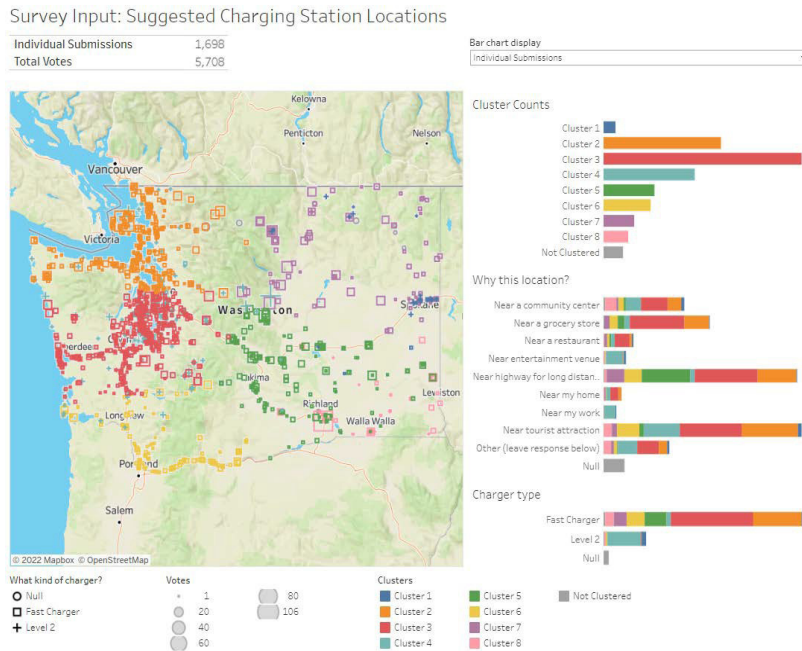 Survey Input: Suggested Charging Station Locations
Individual Submissions 1,698
Total Votes 5,708
Bar chart display
Individual Submissions
Kelowna
Penticton
Nelson
Vancouver
Victoria
Washington
Spokane
Yakima
Richland
Walla Walla
Lewiston
Salem
© 2022 Mapbox © OpenStreetMap
Cluster Counts
Cluster 1
Cluster 2
Cluster 3
Cluster 4
Cluster 5
Cluster 6
Cluster 7
Cluster 8
Not Clustered
Why this location?
Near a community center
Near a grocery store
Near a restaurant
Near entertainment venue
Near highway for long distan..
Near my home
Near my work
Near tourist attraction
Other (leave response below)
Null
Charger type
Fast Charger
Level 2
Null
What kind of charger?
Null
Fast Charger
Level 2
Votes
1
20
40
60
80
106
Clusters
Cluster 1
Cluster 2
Cluster 3
Cluster 4
Cluster 5
Cluster 6
Cluster 7
Cluster 8
Not Clustered